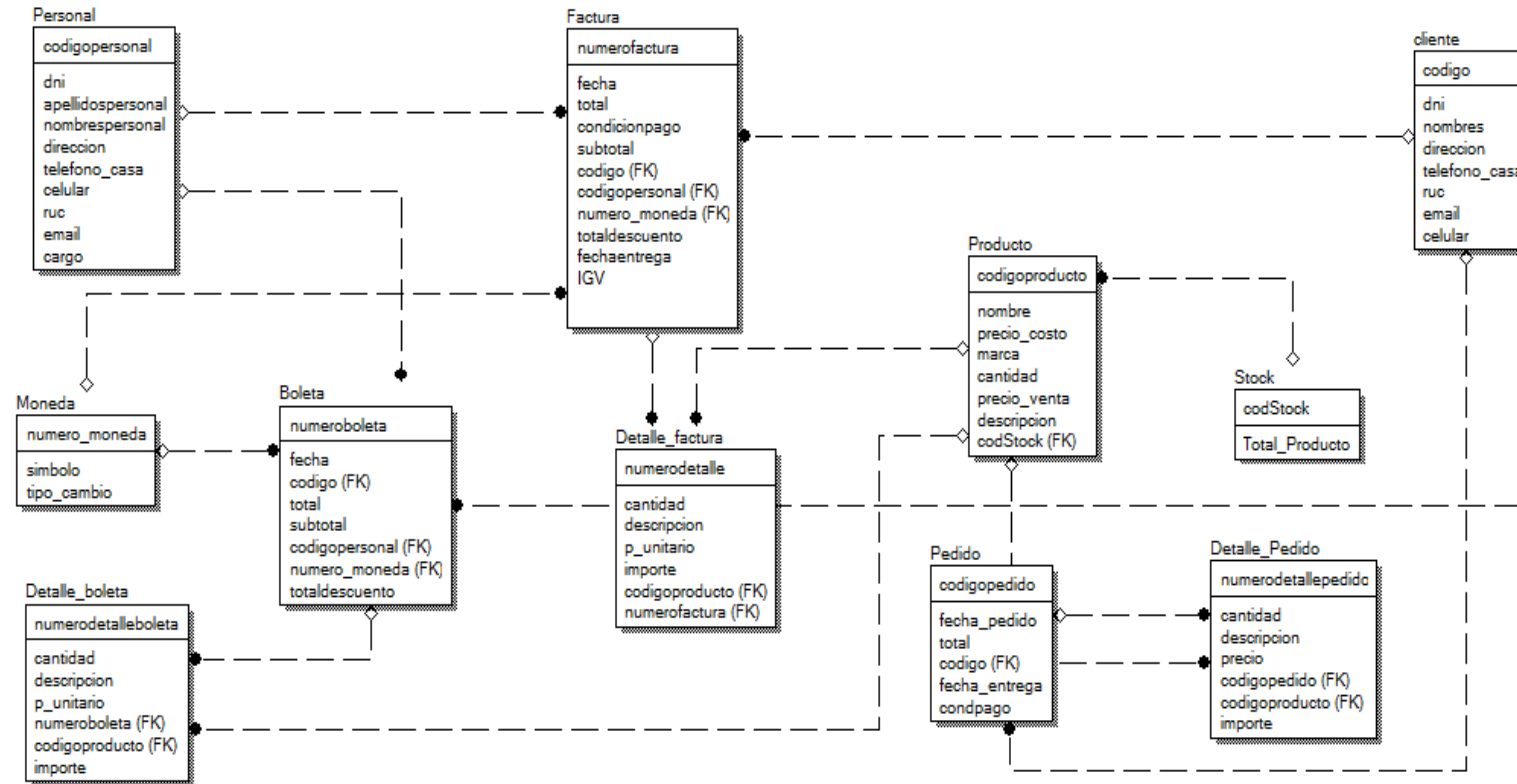 Personal
codigopersonal
dni
apellidospersonal
nombrespersonal
direccion
telefono_casa
celular
ruc
email
cargo
Factura
numerofactura
fecha
total
condicionpago
subtotal
codigo (FK)
codigopersonal (FK)
numero_moneda (FK)
totaldescuento
fechaentrega
IGV
cliente
codigo
dni
nombres
direccion
telefono_casa
ruc
email
celular
Producto
codigoproducto
nombre
precio_costo
marca
cantidad
precio_venta
descripcion
codStock (FK)
Stock
codStock
Total_Producto
Moneda
numero_moneda
simbolo
tipo_cambio
Boleta
numeroboleta
fecha
codigo (FK)
total
subtotal
codigopersonal (FK)
numero_moneda (FK)
totaldescuento
Detalle_factura
numerodetalle
cantidad
descripcion
p_unitario
importe
codigoproducto (FK)
numerofactura (FK)
Detalle_boleta
numerodetalleboleta
cantidad
descripcion
p_unitario
numeroboleta (FK)
codigoproducto (FK)
importe
Pedido
codigopedido
fecha_pedido
total
codigo (FK)
fecha_entrega
condpago
Detalle_Pedido
numerodetallepedido
cantidad
descripcion
precio
codigopedido (FK)
codigoproducto (FK)
importe